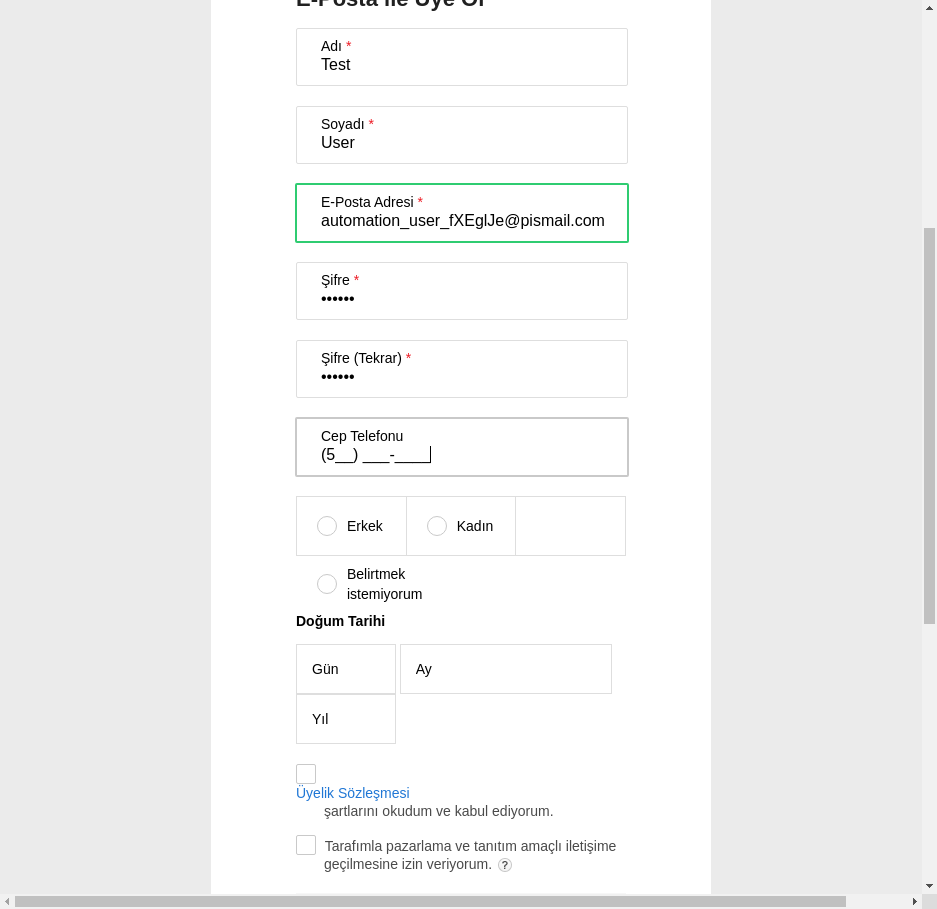 E-Posta ile Üye Ol
Adı *
Test
Soyadı *
User
E-Posta Adresi *
automation_user_fXEglJe@pismail.com
Şifre *
••••••
Şifre (Tekrar) *
••••••
Cep Telefonu
(5__) ___-____
Erkek Kadın
Belirtmek
istemiyorum
Doğum Tarihi
Gün Ay
Yıl
Üyelik Sözleşmesi
şartlarını okudum ve kabul ediyorum.
Tarafımla pazarlama ve tanıtım amaçlı iletişime
geçilmesine izin veriyorum. ?